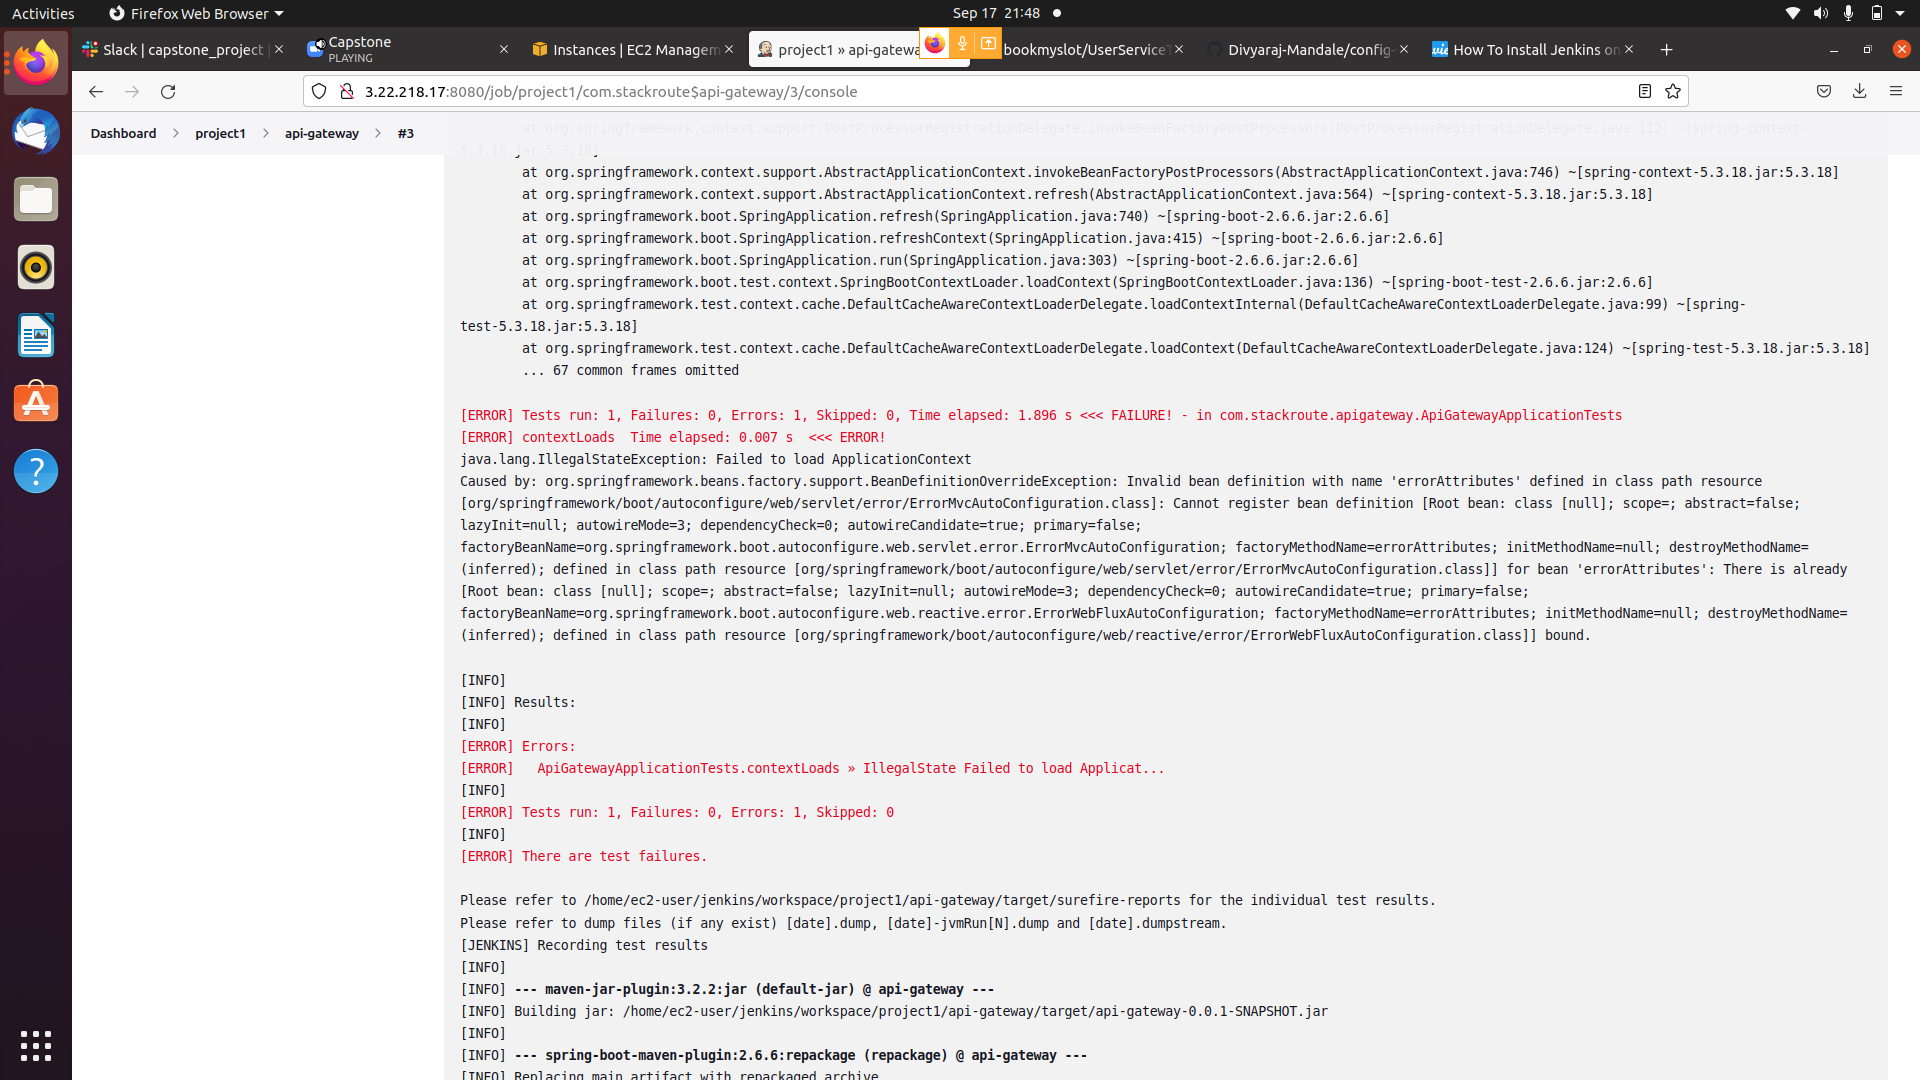 Activities
Firefox Web Browser
Sep 17 21:48
Slack | capstone_project
Capstone
PLAYING
Instances | EC2 Managem
project1 » api-gatewa
bookmyslot/UserServiceT
Divyaraj-Mandale/config-
How To Install Jenkins on
3.22.218.17:8080/job/project1/com.stackroute$api-gateway/3/console
Dashboard
project1
api-gateway
#3
at org.springframework.context.support.PostProcessorRegistrationDelegate.invokeBeanFactoryPostProcessors(PostProcessorRegistrationDelegate.java:112) ~[spring-context-
5.3.18.jar:5.3.18]
at org.springframework.context.support.AbstractApplicationContext.invokeBeanFactoryPostProcessors(AbstractApplicationContext.java:746) ~[spring-context-5.3.18.jar:5.3.18]
at org.springframework.context.support.AbstractApplicationContext.refresh(AbstractApplicationContext.java:564) ~[spring-context-5.3.18.jar:5.3.18]
at org.springframework.boot.SpringApplication.refresh(SpringApplication.java:740) ~[spring-boot-2.6.6.jar:2.6.6]
at org.springframework.boot.SpringApplication.refreshContext(SpringApplication.java:415) ~[spring-boot-2.6.6.jar:2.6.6]
at org.springframework.boot.SpringApplication.run(SpringApplication.java:303) ~[spring-boot-2.6.6.jar:2.6.6]
at org.springframework.boot.test.context.SpringBootContextLoader.loadContext(SpringBootContextLoader.java:136) ~[spring-boot-test-2.6.6.jar:2.6.6]
at org.springframework.test.context.cache.DefaultCacheAwareContextLoaderDelegate.loadContextInternal(DefaultCacheAwareContextLoaderDelegate.java:99) ~[spring-
test-5.3.18.jar:5.3.18]
at org.springframework.test.context.cache.DefaultCacheAwareContextLoaderDelegate.loadContext(DefaultCacheAwareContextLoaderDelegate.java:124) ~[spring-test-5.3.18.jar:5.3.18]
... 67 common frames omitted
[ERROR] Tests run: 1, Failures: 0, Errors: 1, Skipped: 0, Time elapsed: 1.896 s <<< FAILURE! - in com.stackroute.apigateway.ApiGatewayApplicationTests
[ERROR] contextLoads  Time elapsed: 0.007 s  <<< ERROR!
java.lang.IllegalStateException: Failed to load ApplicationContext
Caused by: org.springframework.beans.factory.support.BeanDefinitionOverrideException: Invalid bean definition with name 'errorAttributes' defined in class path resource
[org/springframework/boot/autoconfigure/web/servlet/error/ErrorMvcAutoConfiguration.class]: Cannot register bean definition [Root bean: class [null]; scope=; abstract=false;
lazyInit=null; autowireMode=3; dependencyCheck=0; autowireCandidate=true; primary=false;
factoryBeanName=org.springframework.boot.autoconfigure.web.servlet.error.ErrorMvcAutoConfiguration; factoryMethodName=errorAttributes; initMethodName=null; destroyMethodName=
(inferred); defined in class path resource [org/springframework/boot/autoconfigure/web/servlet/error/ErrorMvcAutoConfiguration.class]] for bean 'errorAttributes': There is already
[Root bean: class [null]; scope=; abstract=false; lazyInit=null; autowireMode=3; dependencyCheck=0; autowireCandidate=true; primary=false;
factoryBeanName=org.springframework.boot.autoconfigure.web.reactive.error.ErrorWebFluxAutoConfiguration; factoryMethodName=errorAttributes; initMethodName=null; destroyMethodName=
(inferred); defined in class path resource [org/springframework/boot/autoconfigure/web/reactive/error/ErrorWebFluxAutoConfiguration.class]] bound.
[INFO]
[INFO] Results:
[INFO]
[ERROR] Errors:
[ERROR]   ApiGatewayApplicationTests.contextLoads » IllegalState Failed to load Applicat...
[INFO]
[ERROR] Tests run: 1, Failures: 0, Errors: 1, Skipped: 0
[INFO]
[ERROR] There are test failures.
Please refer to /home/ec2-user/jenkins/workspace/project1/api-gateway/target/surefire-reports for the individual test results.
Please refer to dump files (if any exist) [date].dump, [date]-jvmRun[N].dump and [date].dumpstream.
[JENKINS] Recording test results
[INFO]
[INFO] --- maven-jar-plugin:3.2.2:jar (default-jar) @ api-gateway ---
[INFO] Building jar: /home/ec2-user/jenkins/workspace/project1/api-gateway/target/api-gateway-0.0.1-SNAPSHOT.jar
[INFO]
[INFO] --- spring-boot-maven-plugin:2.6.6:repackage (repackage) @ api-gateway ---
[INFO] Replacing main artifact with repackaged archive